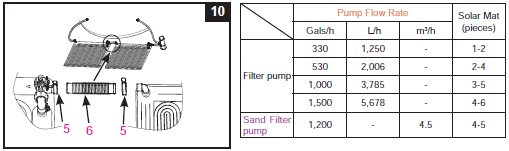 10
5
6
5
Pump Flow Rate
Solar Mat
(pieces)
Gals/h L/h m³/h
Filter pump
330 1,250 - 1-2
530 2,006 - 2-4
1,000 3,785 - 3-5
1,500 5,678 - 4-6
Sand Filter
pump
1,200 - 4.5 4-5